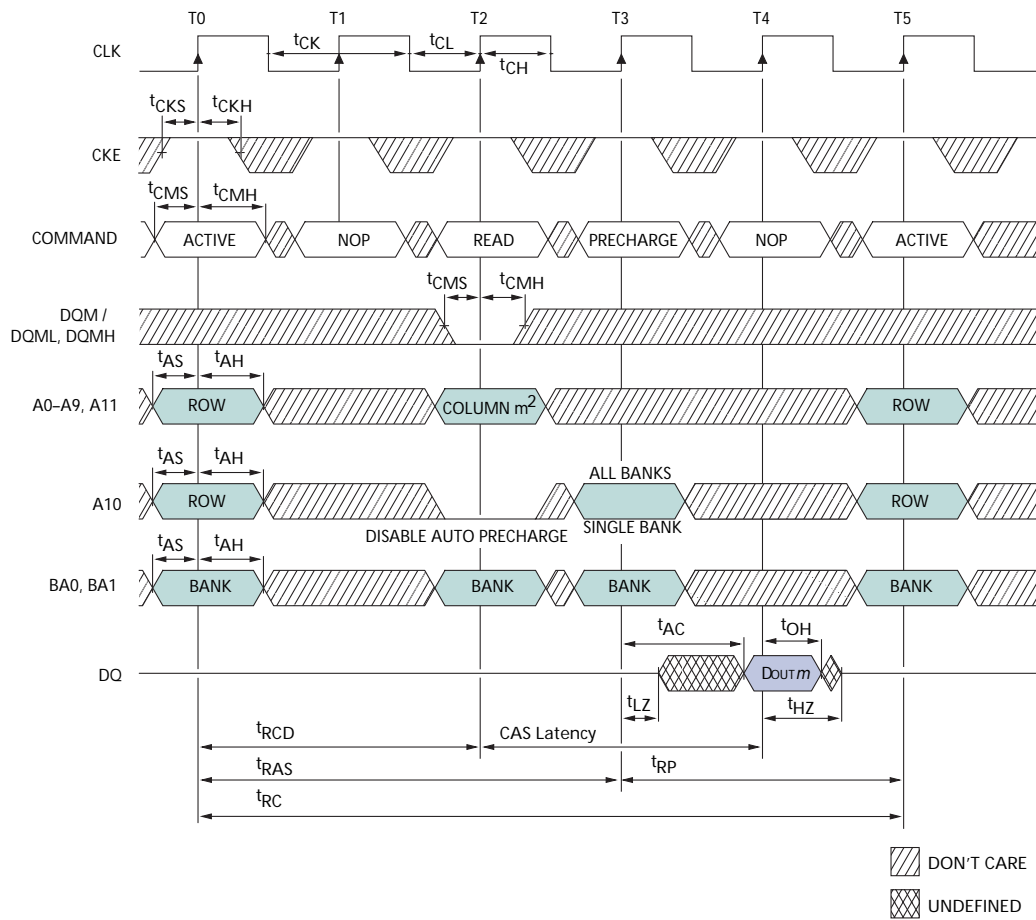 T0 T1 T2 T3 T4 T5
CLK
tCK tCL
tCH
tCKS tCKH
CKE
tCMS tCMH
COMMAND ACTIVE NOP READ PRECHARGE NOP ACTIVE
tCMS tCMH
DQM /
DQML, DQMH
tAS tAH
A0–A9, A11 ROW COLUMN m2 ROW
tAS tAH ALL BANKS
A10 ROW ROW
DISABLE AUTO PRECHARGE SINGLE BANK
tAS tAH
BA0, BA1 BANK BANK BANK BANK
tAC tOH
DQ DOUT m
tLZ tHZ
tRCD CAS Latency
tRAS tRP
tRC
DON'T CARE
UNDEFINED